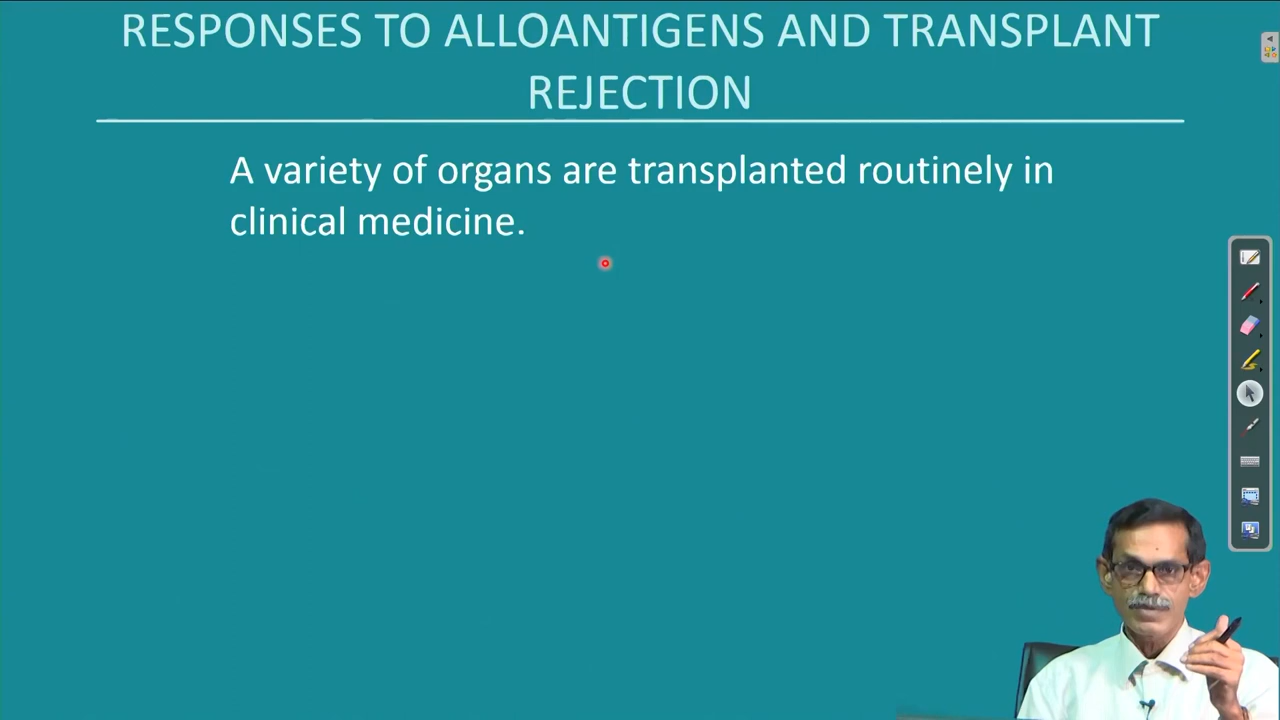 RESPONSES TO ALLOANTIGENS AND TRANSPLANT
REJECTION
A variety of organs are transplanted routinely in
clinical medicine.